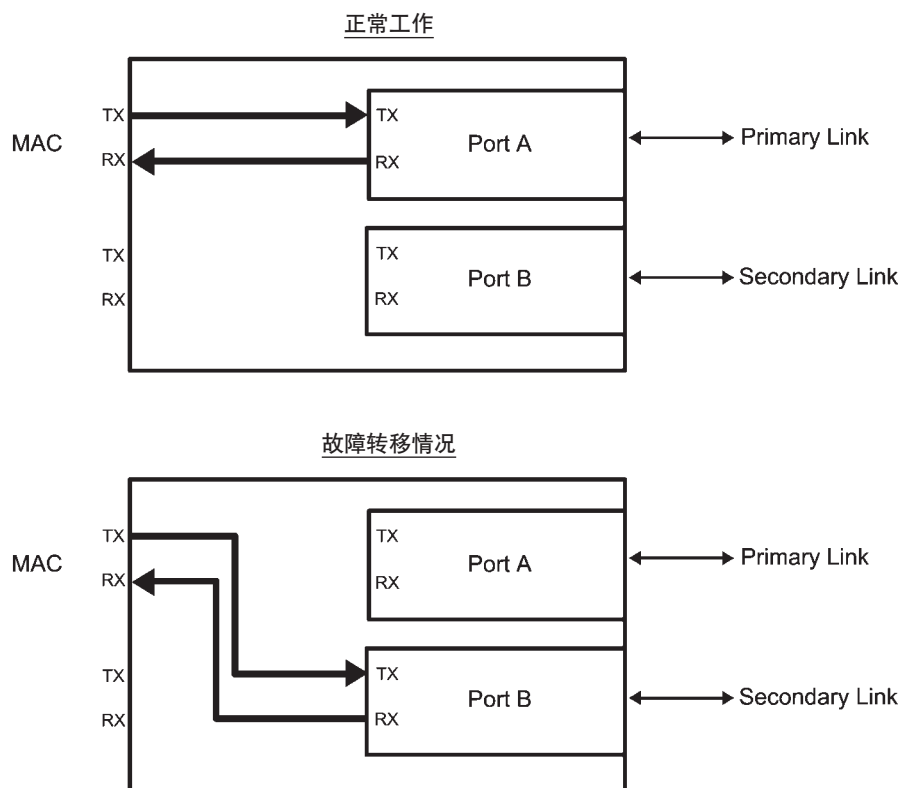 正常工作
TX
TX
MAC
Port A
Primary Link
RX
RX
TX
TX
Port B
Secondary Link
RX
RX
故障转移情况
TX
TX
MAC
Port A
Primary Link
RX
RX
TX
TX
Port B
Secondary Link
RX
RX